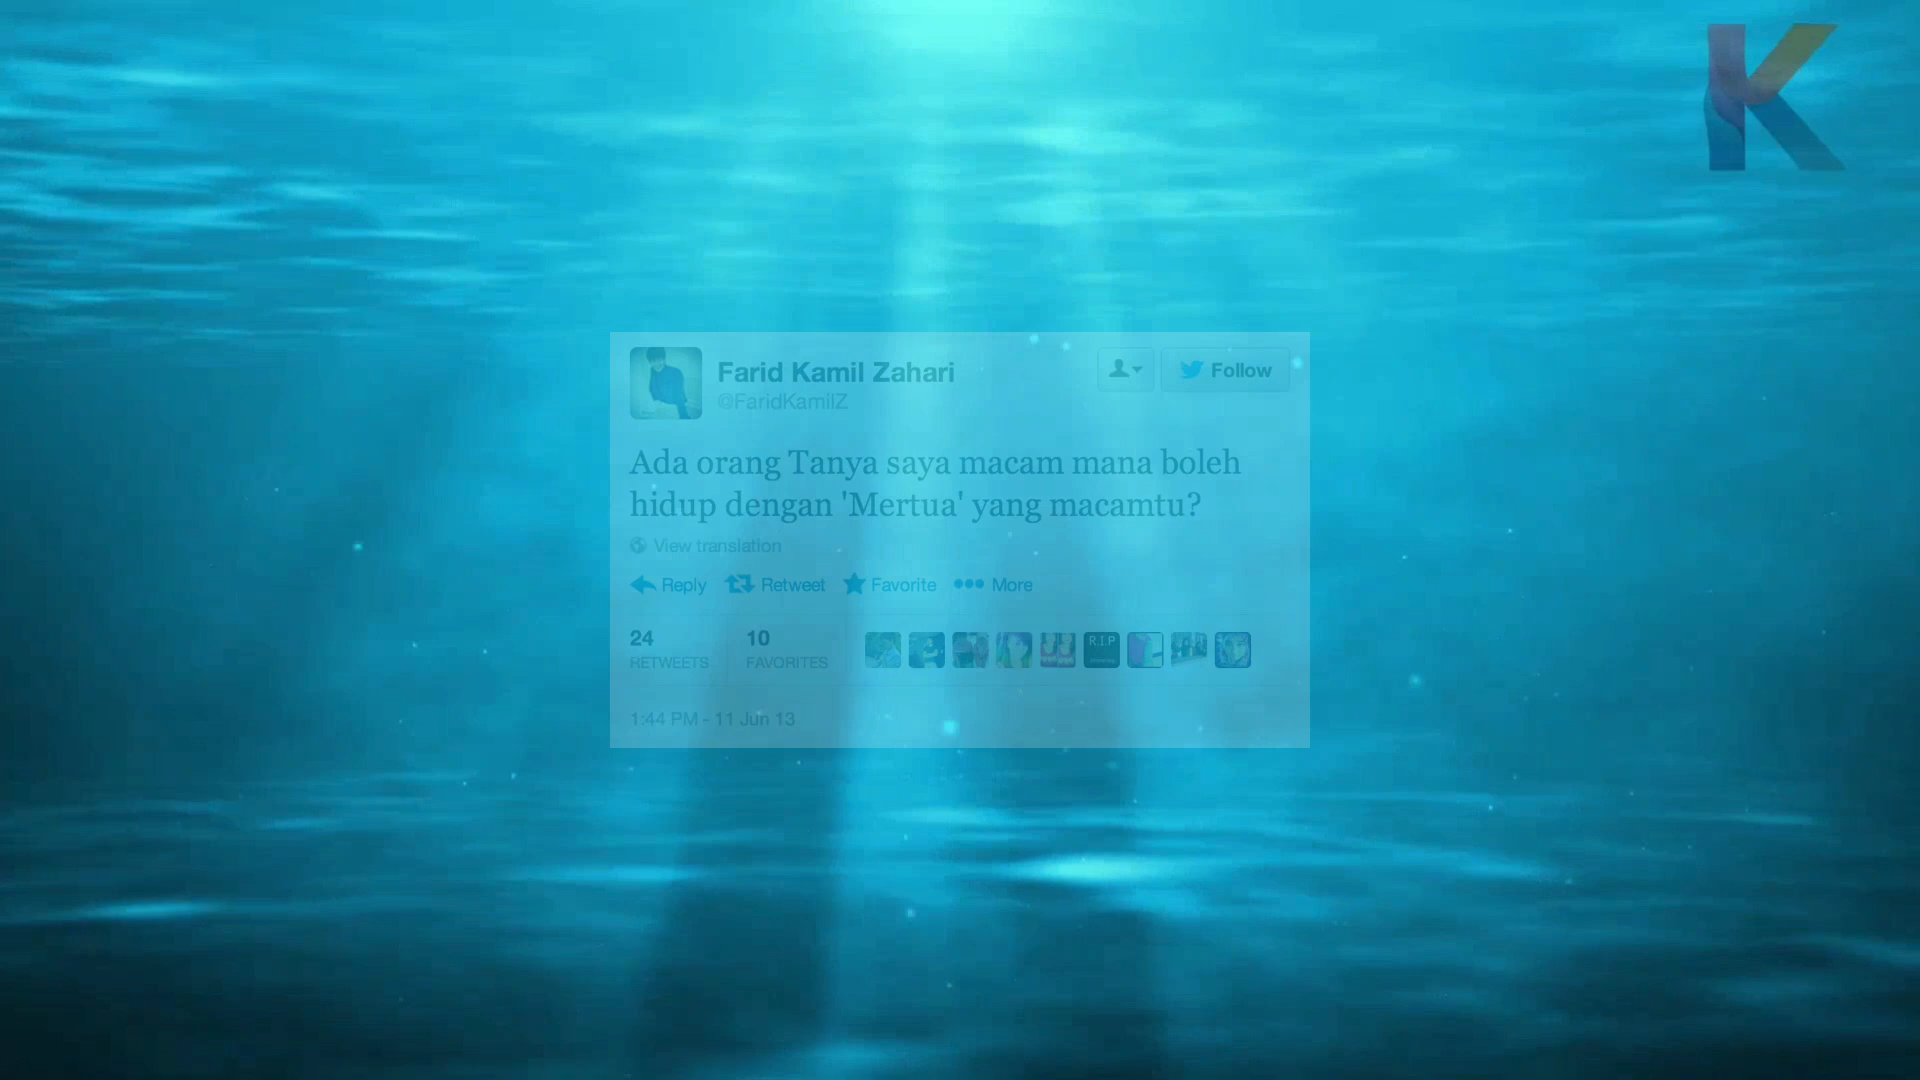 K
Farid Kamil Zahari
@FaridKamilZ
Follow
Ada orang Tanya saya macam mana boleh
hidup dengan 'Mertua' yang macamtu?
View translation
Reply Retweet Favorite More
24 10
RETWEETS FAVORITES
R.I.P
1:44 PM - 11 Jun 13